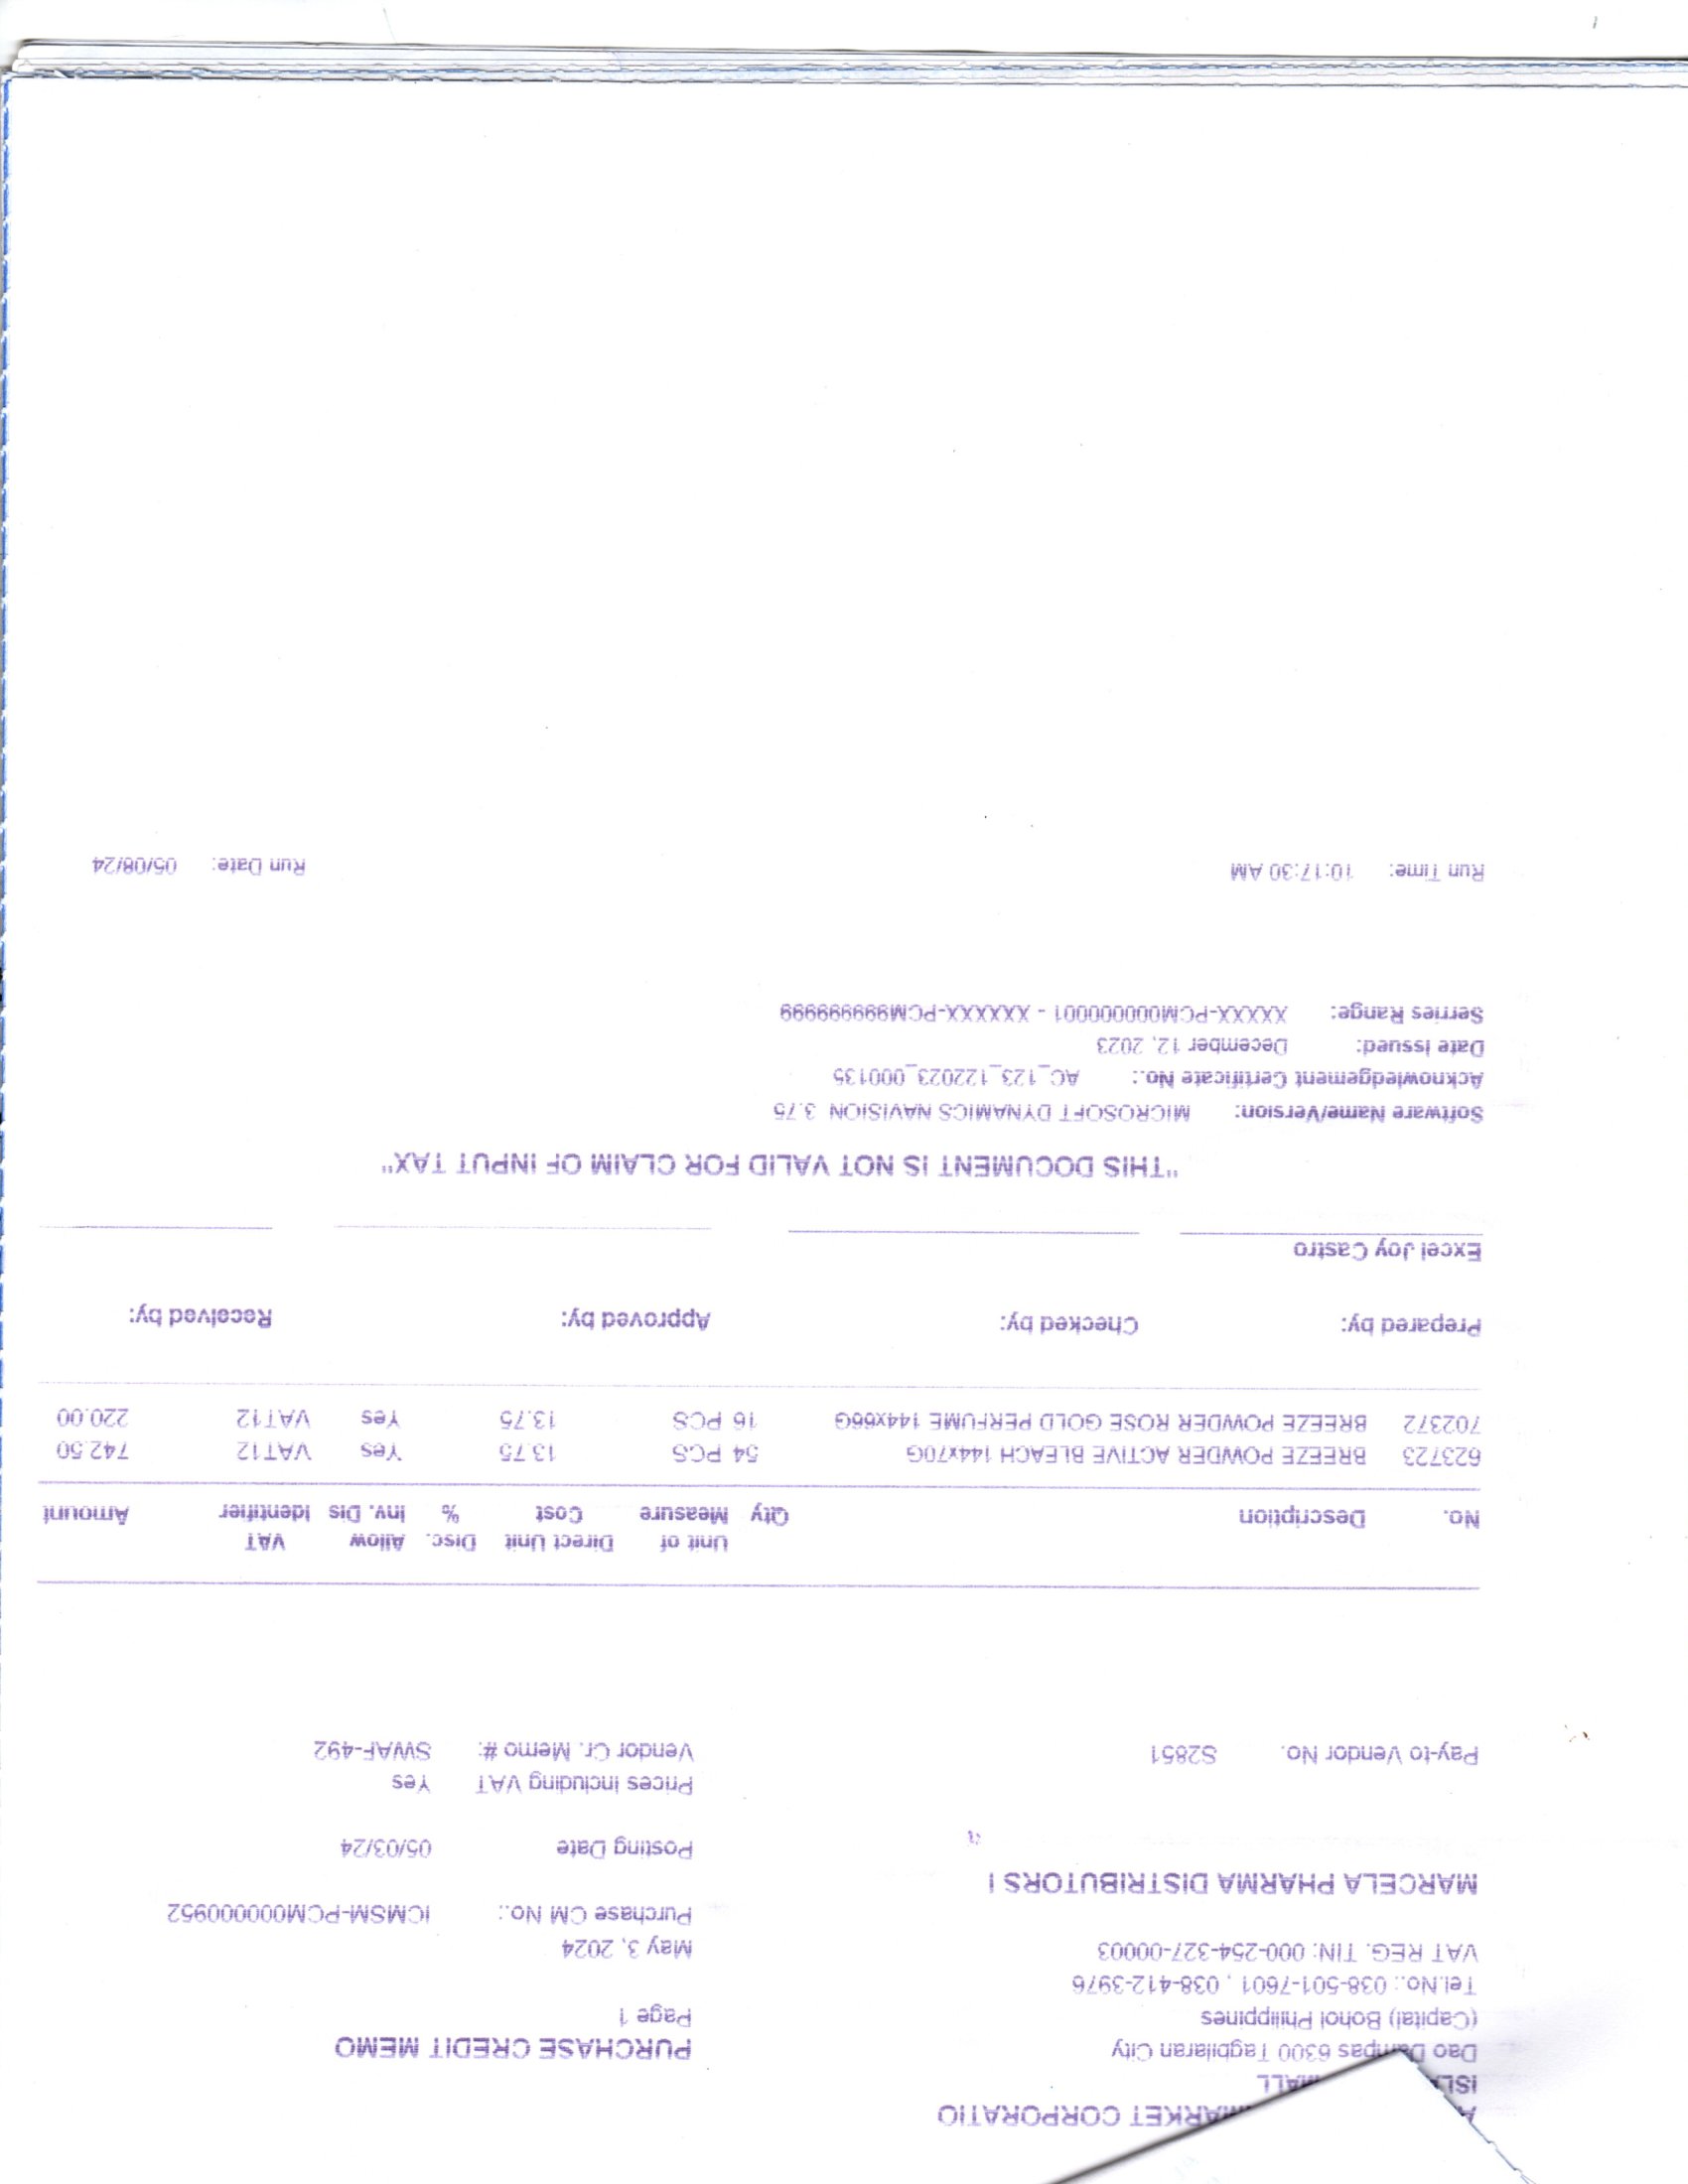 MARKET CORPORATIO
MALL
Dao Dampas 6300 Tagbilaran City
(Capital) Bohol Philippines
Tel.No.: 038-501-7601 , 038-412-3976
VAT REG. TIN: 000-254-327-00003
PURCHASE CREDIT MEMO
Page 1
May 3, 2024
Purchase CM No.: ICMSM-PCM000000952
MARCELA PHARMA DISTRIBUTORS I
Posting Date 05/03/24
Prices Including VAT Yes
Pay-to Vendor No. S2851
Vendor Cr. Memo #: SWAF-492
No. Description Qty Unit of Measure Direct Unit Cost Disc. % Allow Inv. Dis VAT Identifier Amount
623723 BREEZE POWDER ACTIVE BLEACH 144x70G 54 PCS 13.75 Yes VAT12 742.50
702372 BREEZE POWDER ROSE GOLD PERFUME 144x66G 16 PCS 13.75 Yes VAT12 220.00
Prepared by: Checked by: Approved by: Received by:
Excel Joy Castro
"THIS DOCUMENT IS NOT VALID FOR CLAIM OF INPUT TAX"
Software Name/Version: MICROSOFT DYNAMICS NAVISION 3.75
Acknowledgement Certificate No.: AC_123_122023_000135
Date Issued: December 12, 2023
Serries Range: XXXXX-PCM000000001 - XXXXXX-PCM999999999
Run Time: 10:17:30 AM Run Date: 05/08/24